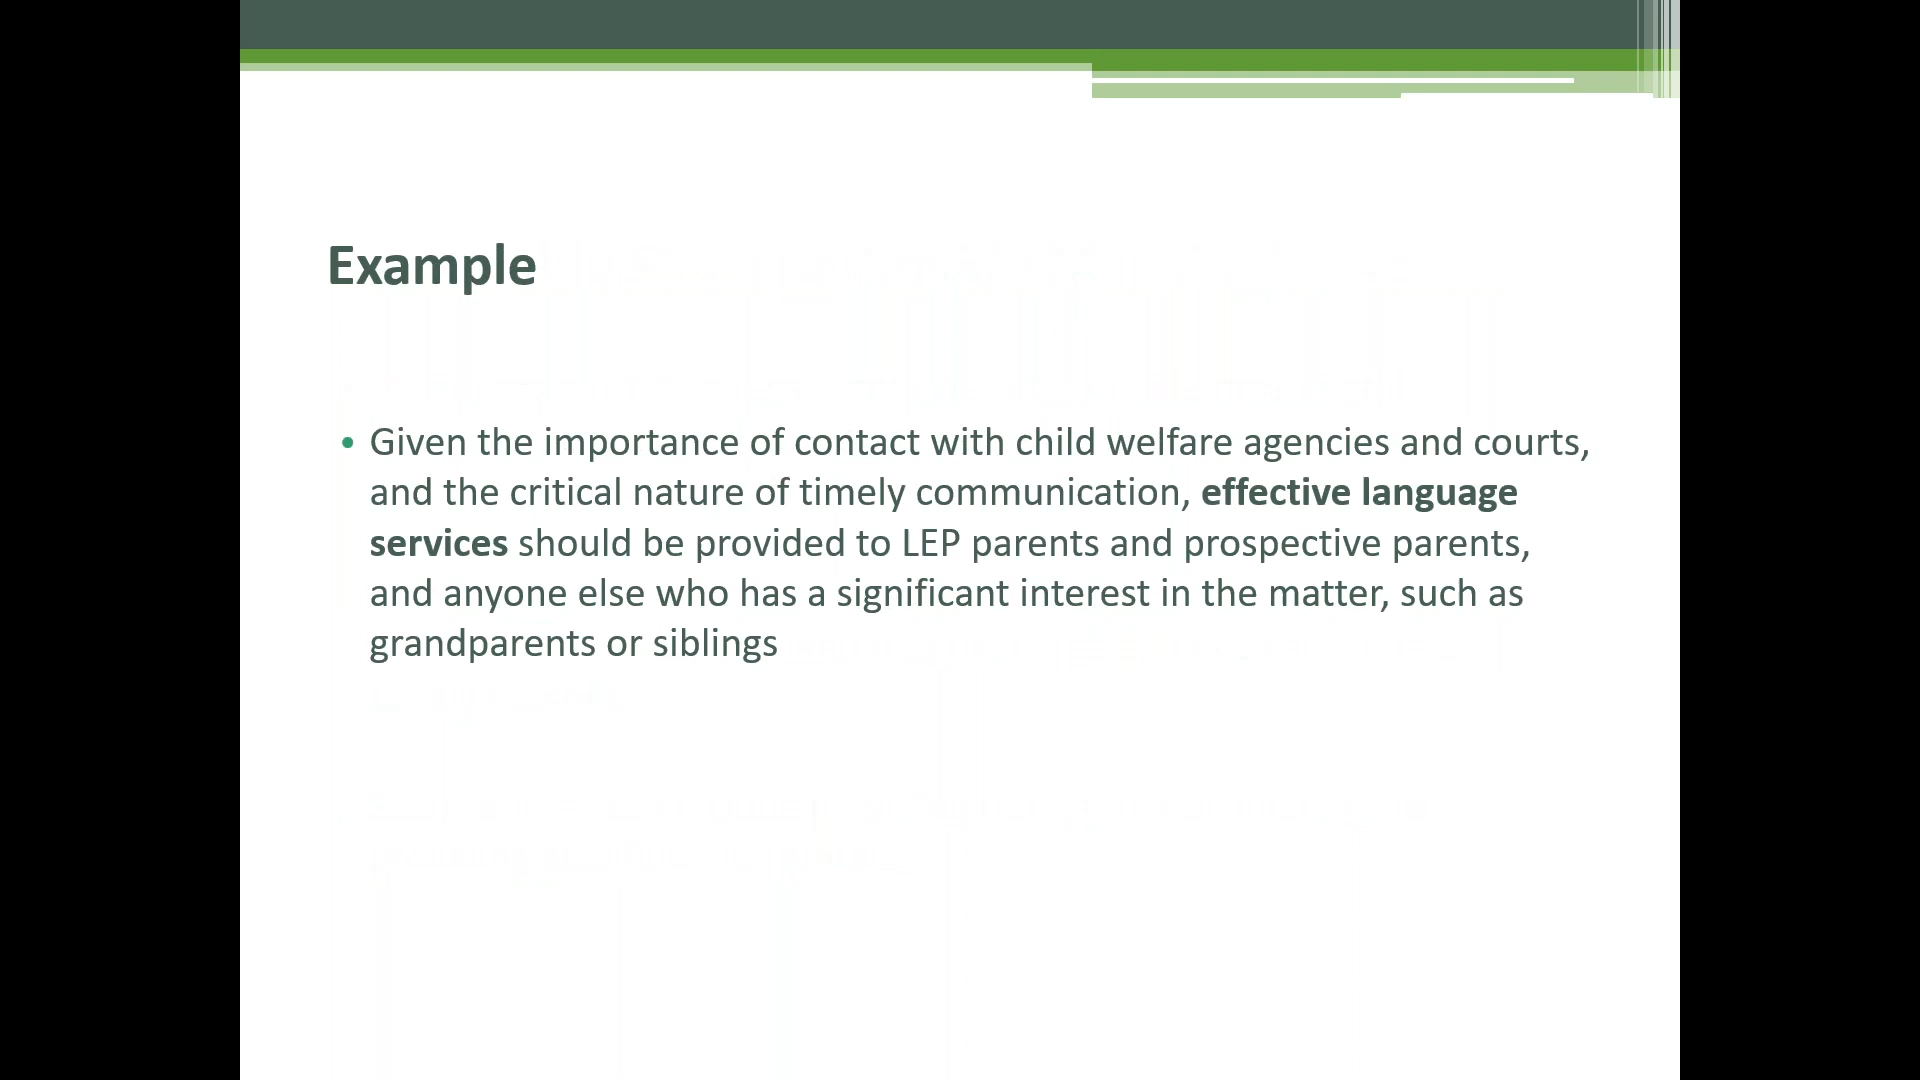 Example
• Given the importance of contact with child welfare agencies and courts,
and the critical nature of timely communication, effective language
services should be provided to LEP parents and prospective parents,
and anyone else who has a significant interest in the matter, such as
grandparents or siblings